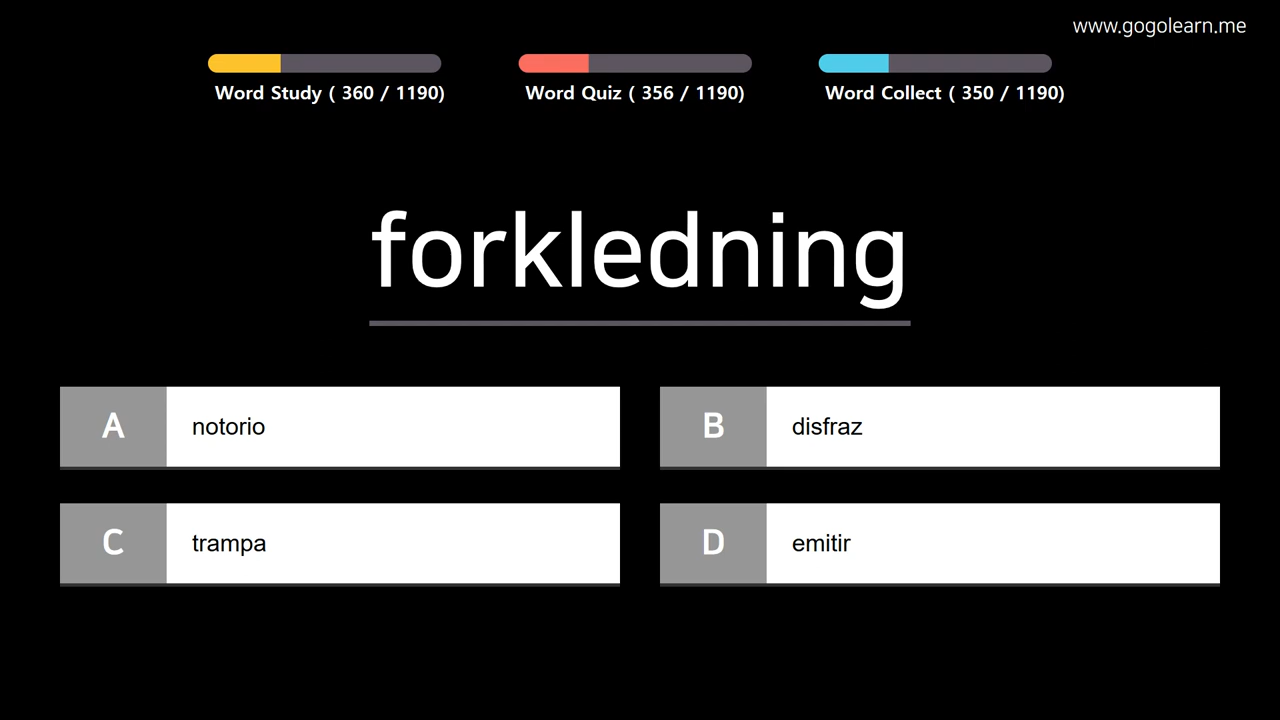 www.gogolearn.me
Word Study ( 360 / 1190)
Word Quiz ( 356 / 1190)
Word Collect ( 350 / 1190)
forkledning
A notorio
B disfraz
C trampa
D emitir